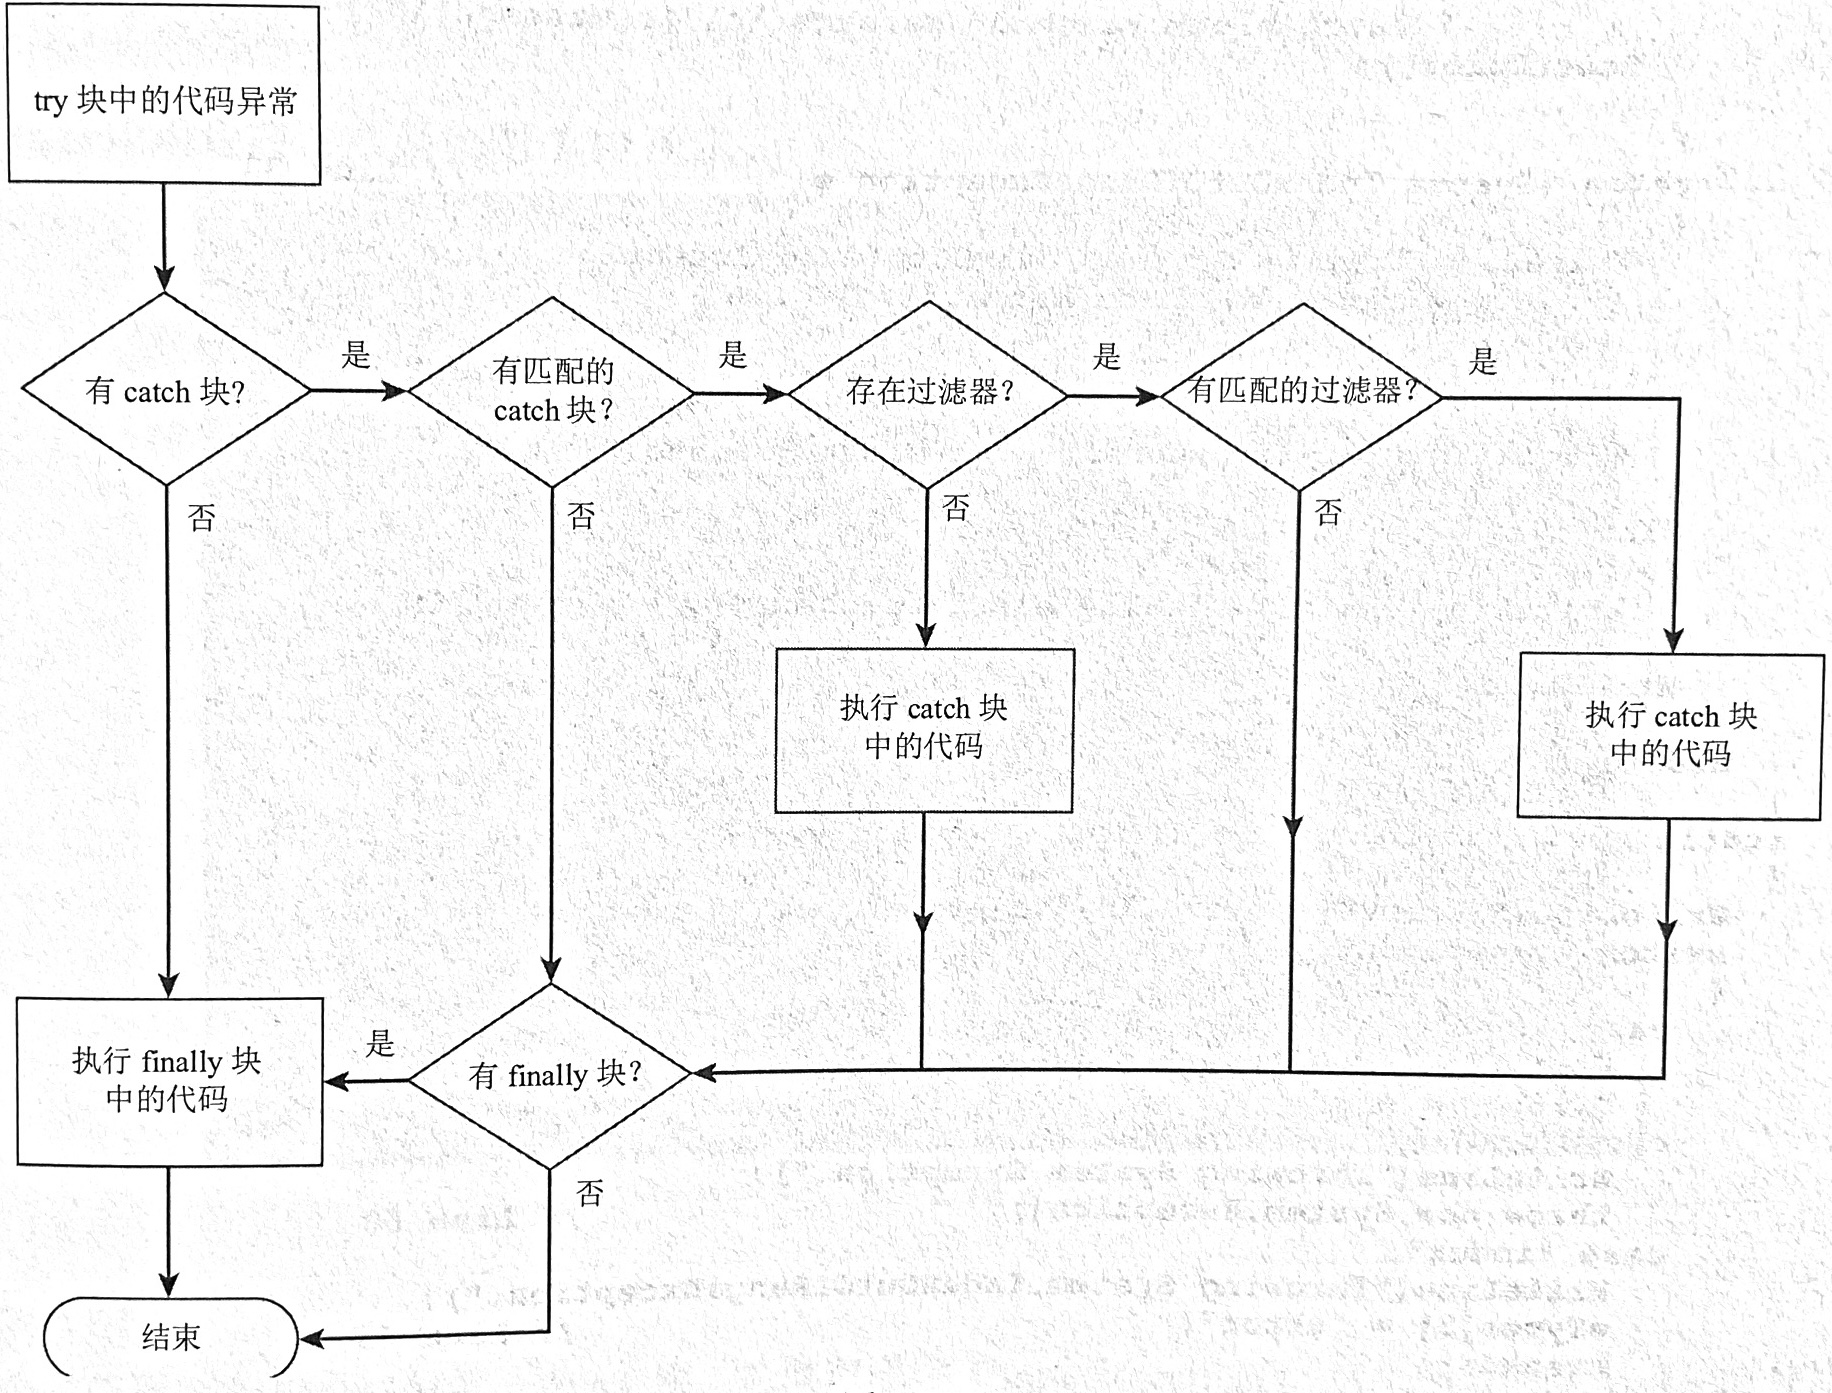 try 块中的代码异常
有 catch 块?
是
有匹配的
catch 块?
是
存在过滤器?
是
有匹配的过滤器?
是
否
否
否
否
执行 catch 块
中的代码
执行 catch 块
中的代码
执行 finally 块
中的代码
是
有 finally 块?
否
结束